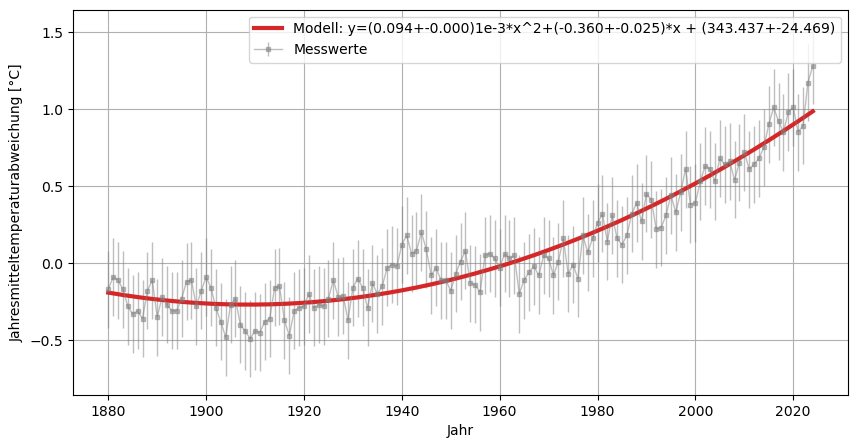 Modell: y=(0.094+-0.000)1e-3*x^2+(-0.360+-0.025)*x + (343.437+-24.469)
Messwerte
Jahresmitteltemperaturabweichung [°C]
1.5
1.0
0.5
0.0
−0.5
1880 1900 1920 1940 1960 1980 2000 2020
Jahr